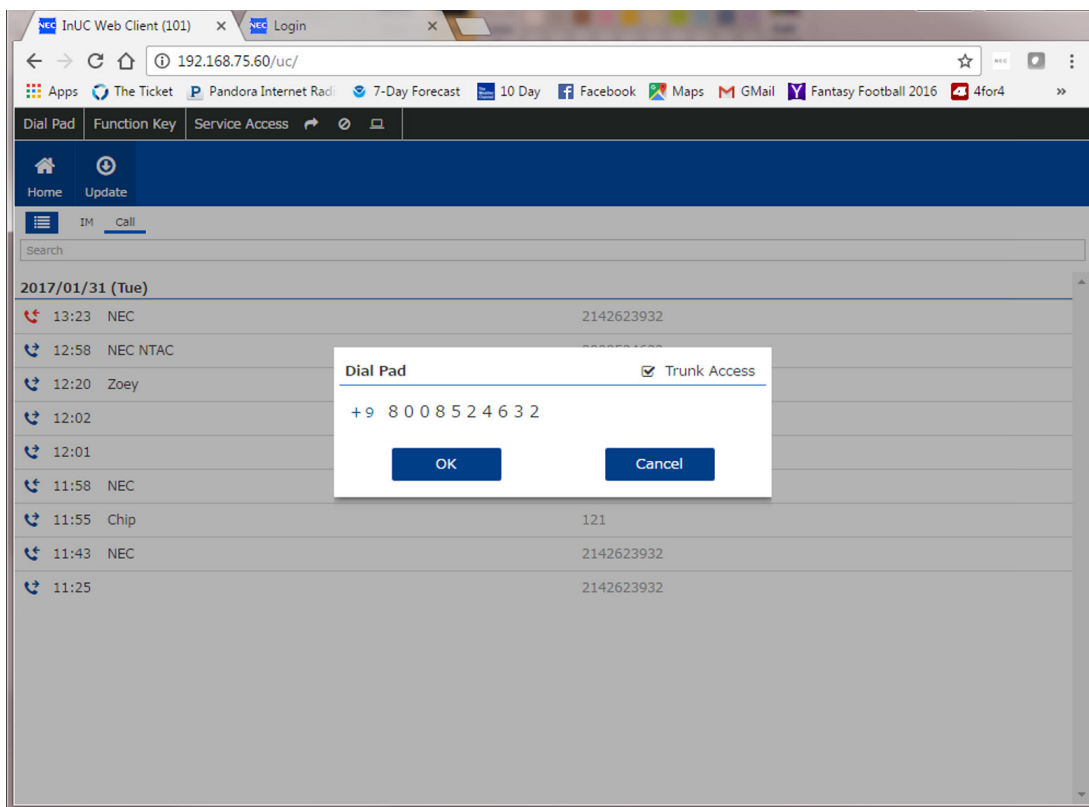 NEC InUC Web Client (101) NEC Login
192.168.75.60/uc/ NEC
Apps The Ticket P Pandora Internet Radi 7-Day Forecast 10 Day Facebook Maps GMail Y Fantasy Football 2016 4for4 »
Dial Pad Function Key Service Access
Home Update
IM Call
Search
2017/01/31 (Tue)
13:23 NEC 2142623932
12:58 NEC NTAC
12:20 Zoey
12:02
12:01
11:58 NEC
11:55 Chip 121
11:43 NEC 2142623932
11:25 2142623932
Dial Pad Trunk Access
+9 8008524632
OK Cancel